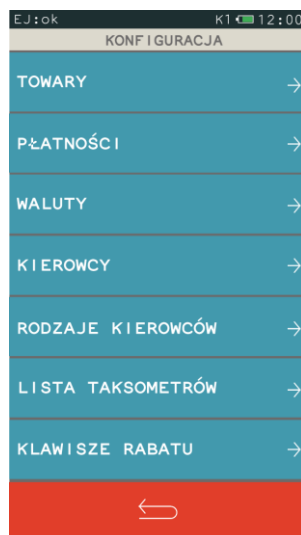 EJ:ok K1 12:00
KONFIGURACJA
TOWARY
PŁATNOŚCI
WALUTY
KIEROWCY
RODZAJE KIEROWCÓW
LISTA TAKSOMETRÓW
KLAWISZE RABATU